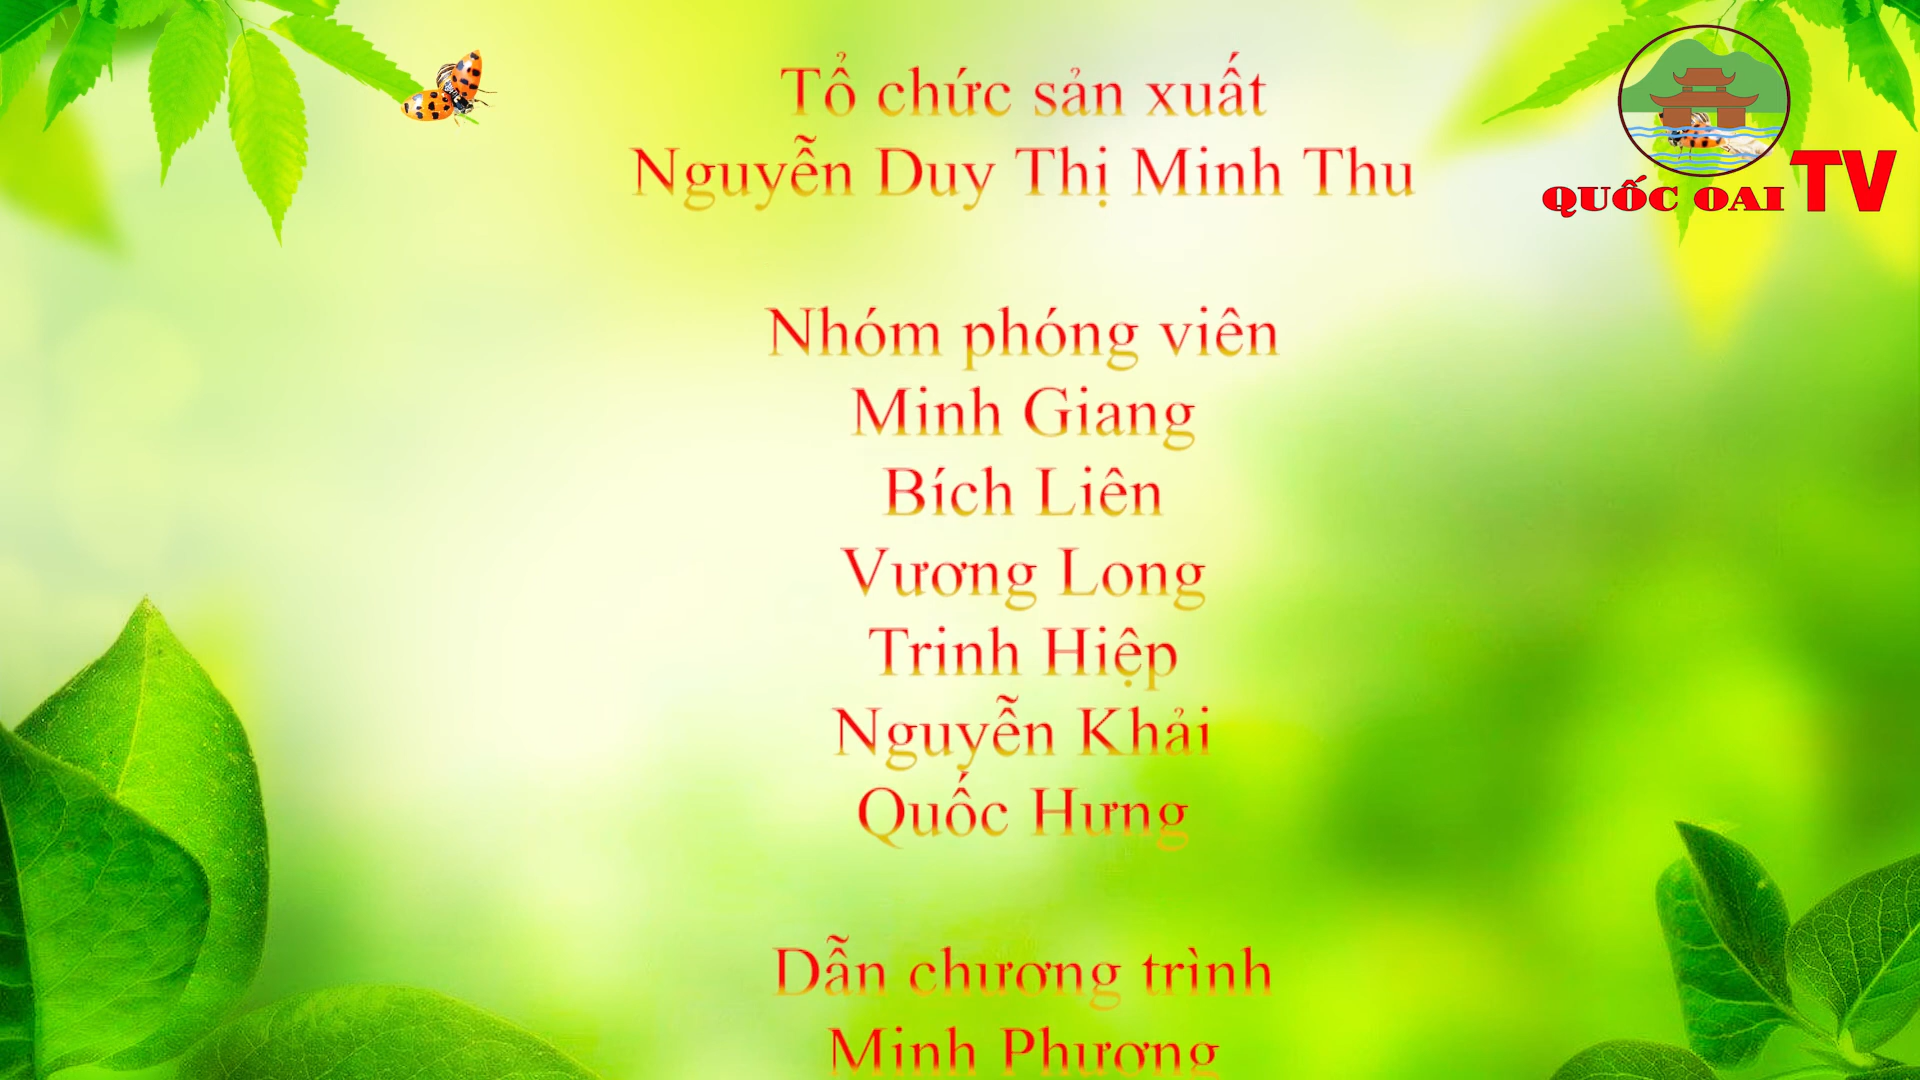 Tổ chức sản xuất
Nguyễn Duy Thị Minh Thu
QUỐC OAI TV
Nhóm phóng viên
Minh Giang
Bích Liên
Vương Long
Trinh Hiệp
Nguyễn Khải
Quốc Hưng
Dẫn chương trình
Minh Phương